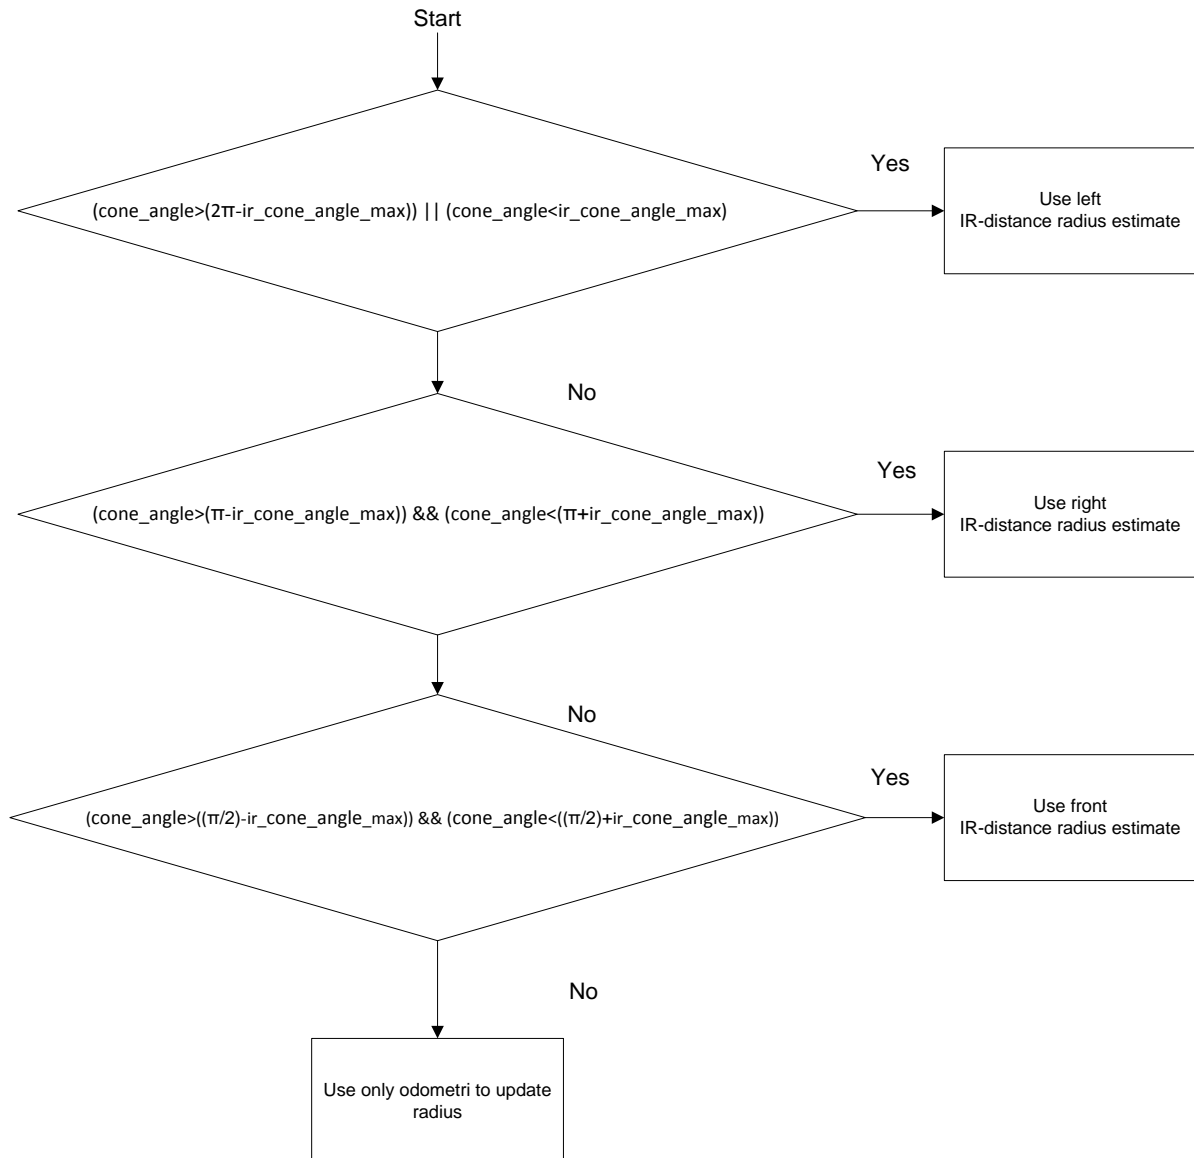 Start
(cone_angle>(2π-ir_cone_angle_max)) || (cone_angle<ir_cone_angle_max)
Yes
Use left
IR-distance radius estimate
No
(cone_angle>(π-ir_cone_angle_max)) && (cone_angle<(π+ir_cone_angle_max))
Yes
Use right
IR-distance radius estimate
No
(cone_angle>((π/2)-ir_cone_angle_max)) && (cone_angle<((π/2)+ir_cone_angle_max))
Yes
Use front
IR-distance radius estimate
No
Use only odometri to update
radius